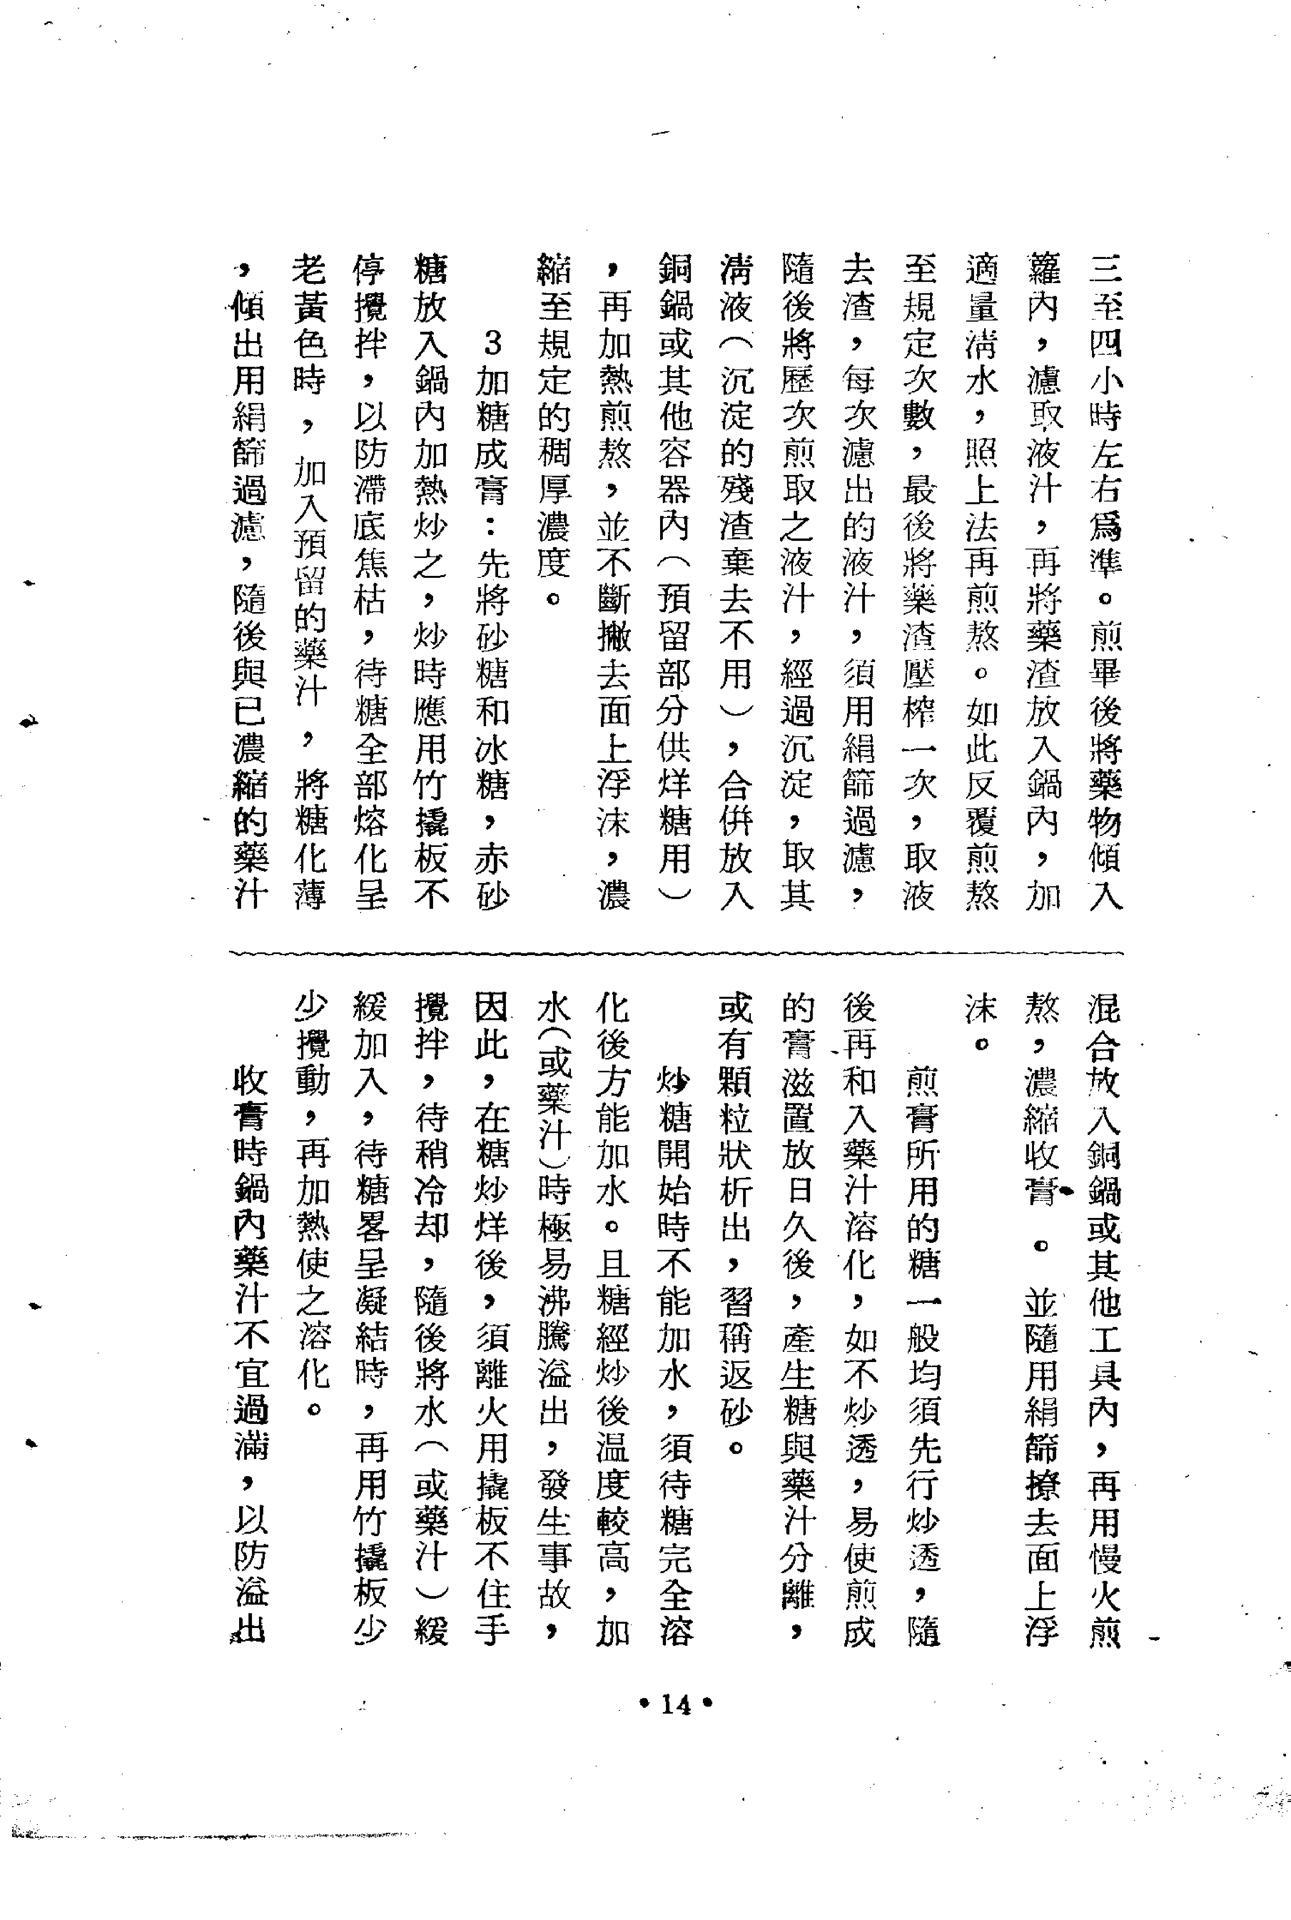 三至四小時左右爲準。煎畢後將藥物傾入
籮內，濾取液汁，再將藥渣放入鍋內，加
適量淸水，照上法再煎熬。如此反覆煎熬
至規定次數，最後將藥渣壓榨一次，取液
去渣，每次濾出的液汁，須用絹篩過濾，
隨後將歷次煎取之液汁，經過沉淀，取其
淸液（沉淀的殘渣棄去不用），合倂放入
銅鍋或其他容器內（預留部分供烊糖用）
，再加熱煎熬，並不斷撇去面上浮沫，濃
縮至規定的稠厚濃度。
3加糖成膏：先將砂糖和冰糖，赤砂
糖放入鍋內加熱炒之，炒時應用竹撬板不
停攪拌，以防滯底焦枯，待糖全部熔化呈
老黃色時，加入預留的藥汁，將糖化薄
，傾出用絹篩過濾，隨後與已濃縮的藥汁
混合放入銅鍋或其他工具內，再用慢火煎
熬，濃縮收膏。並隨用絹篩撩去面上浮
沫。
煎膏所用的糖一般均須先行炒透，隨
後再和入藥汁溶化，如不炒透，易使煎成
的膏滋置放日久後，產生糖與藥汁分離，
或有顆粒狀析出，習稱返砂。
炒糖開始時不能加水，須待糖完全溶
化後方能加水。且糖經炒後温度較高，加
水（或藥汁）時極易沸騰溢出，發生事故，
因此，在糖炒烊後，須離火用撬板不住手
攪拌，待稍冷却，隨後將水（或藥汁）緩
緩加入，待糖畧呈凝結時，再用竹撬板少
少攪動，再加熱使之溶化。
收膏時鍋內藥汁不宜過滿，以防溢出
•14•